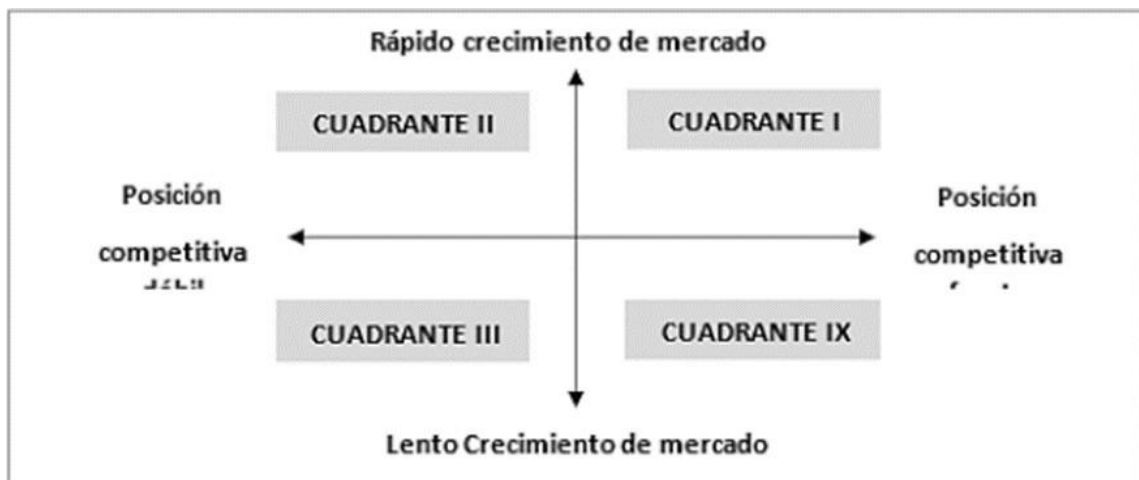 Rápido crecimiento de mercado
CUADRANTE II
CUADRANTE I
Posición
competitiva
Posición
competitiva
CUADRANTE III
CUADRANTE IX
Lento Crecimiento de mercado